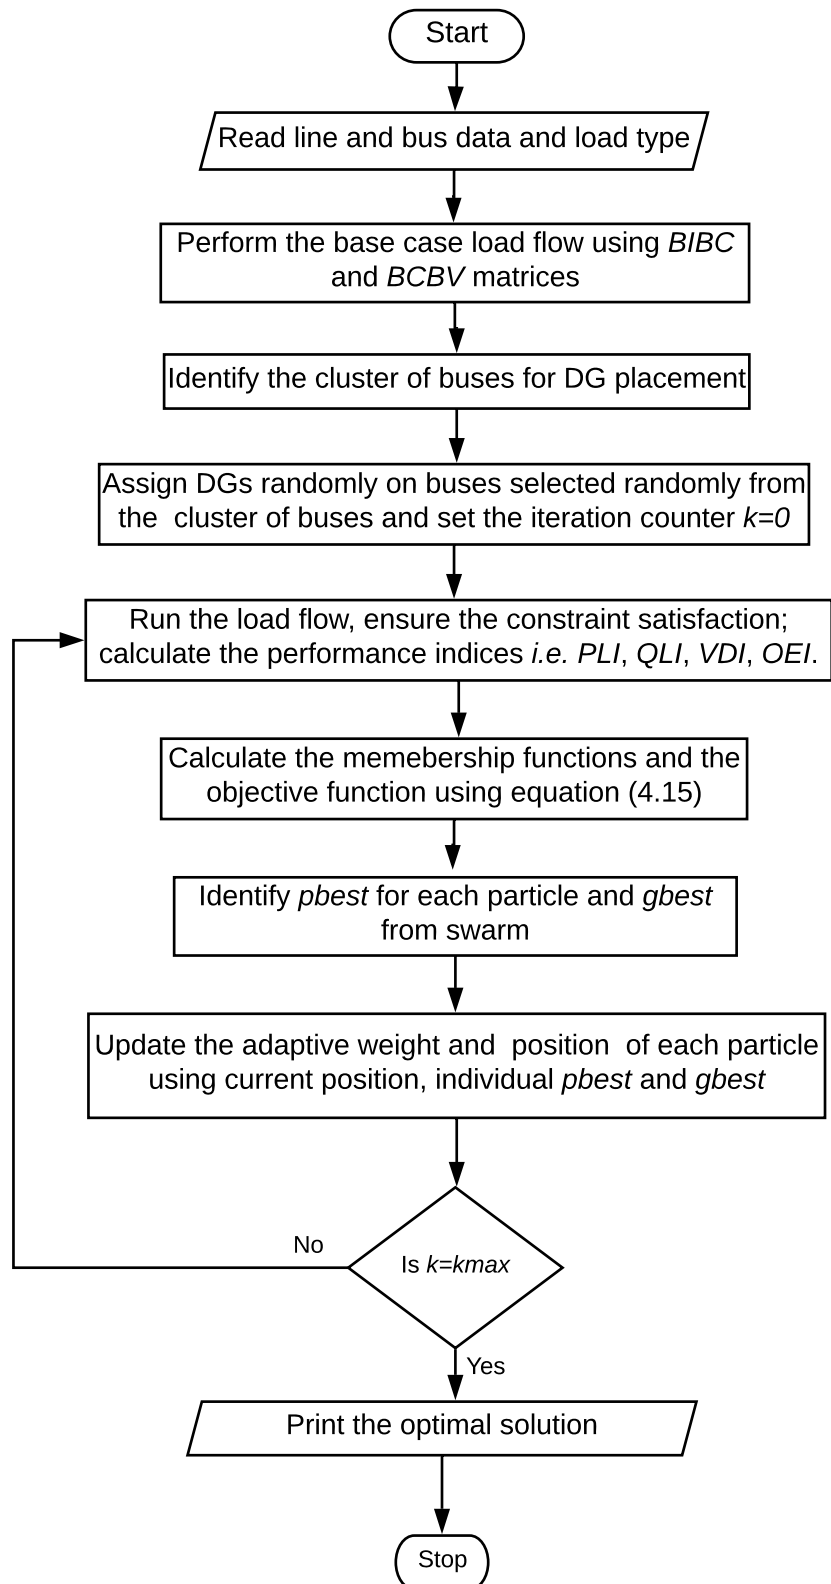 Start
Read line and bus data and load type
Perform the base case load flow using BIBC
and BCBV matrices
Identify the cluster of buses for DG placement
Assign DGs randomly on buses selected randomly from
the cluster of buses and set the iteration counter k=0
Run the load flow, ensure the constraint satisfaction;
calculate the performance indices i.e. PLI, QLI, VDI, OEI.
Calculate the memebership functions and the
objective function using equation (4.15)
Identify pbest for each particle and gbest
from swarm
Update the adaptive weight and position of each particle
using current position, individual pbest and gbest
No
Is k=kmax
Yes
Print the optimal solution
Stop